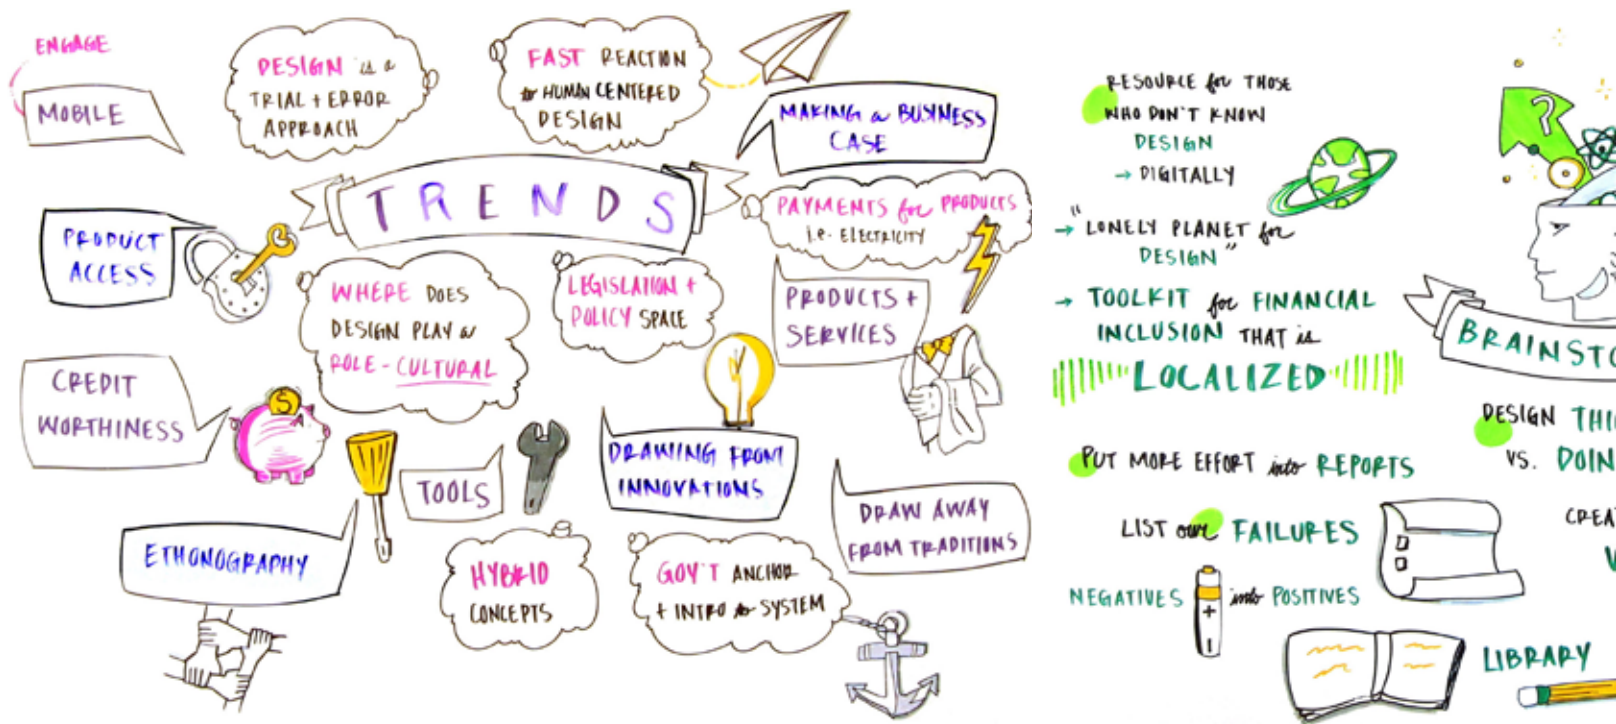 ENGAGE
MOBILE
DESIGN is a
TRIAL + ERROR
APPROACH
FAST REACTION
to HUMAN CENTERED
DESIGN
MAKING a BUSINESS
CASE
TRENDS
PRODUCT
ACCESS
PAYMENTS for PRODUCTS
i.e. ELECTRICITY
WHERE DOES
DESIGN PLAY a
ROLE - CULTURAL
LEGISLATION +
POLICY SPACE
PRODUCTS +
SERVICES
CREDIT
WORTHINESS
$
TOOLS
DRAWING FROM
INNOVATIONS
DRAW AWAY
FROM TRADITIONS
ETHONOGRAPHY
HYBRID
CONCEPTS
GOV'T ANCHOR
+ INTRO to SYSTEM
RESOURCE for THOSE
WHO DON'T KNOW
DESIGN
→ DIGITALLY
→ "LONELY PLANET for
DESIGN"
→ TOOLKIT for FINANCIAL
INCLUSION THAT is
LOCALIZED
PUT MORE EFFORT into REPORTS
LIST our FAILURES
NEGATIVES + - into POSITIVES
?
BRAINSTO
DESIGN THI
VS. DOIN
CREA
LIBRARY